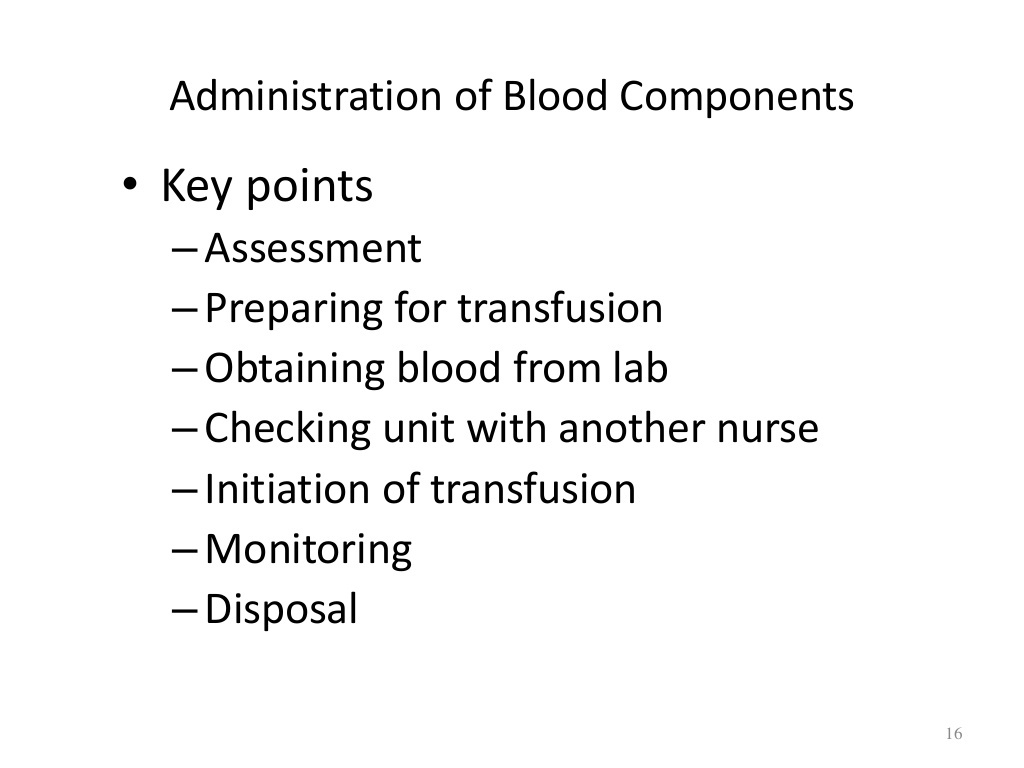 Administration of Blood Components
• Key points
– Assessment
– Preparing for transfusion
– Obtaining blood from lab
– Checking unit with another nurse
– Initiation of transfusion
– Monitoring
– Disposal
16